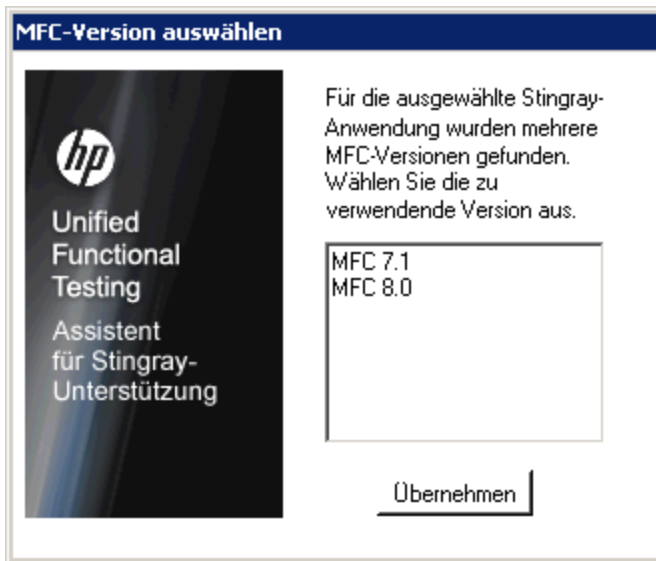 MFC-Version auswählen
hp
Unified
Functional
Testing
Assistent
für Stingray-
Unterstützung
Für die ausgewählte Stingray-
Anwendung wurden mehrere
MFC-Versionen gefunden.
Wählen Sie die zu
verwendende Version aus.
MFC 7.1
MFC 8.0
Übernehmen